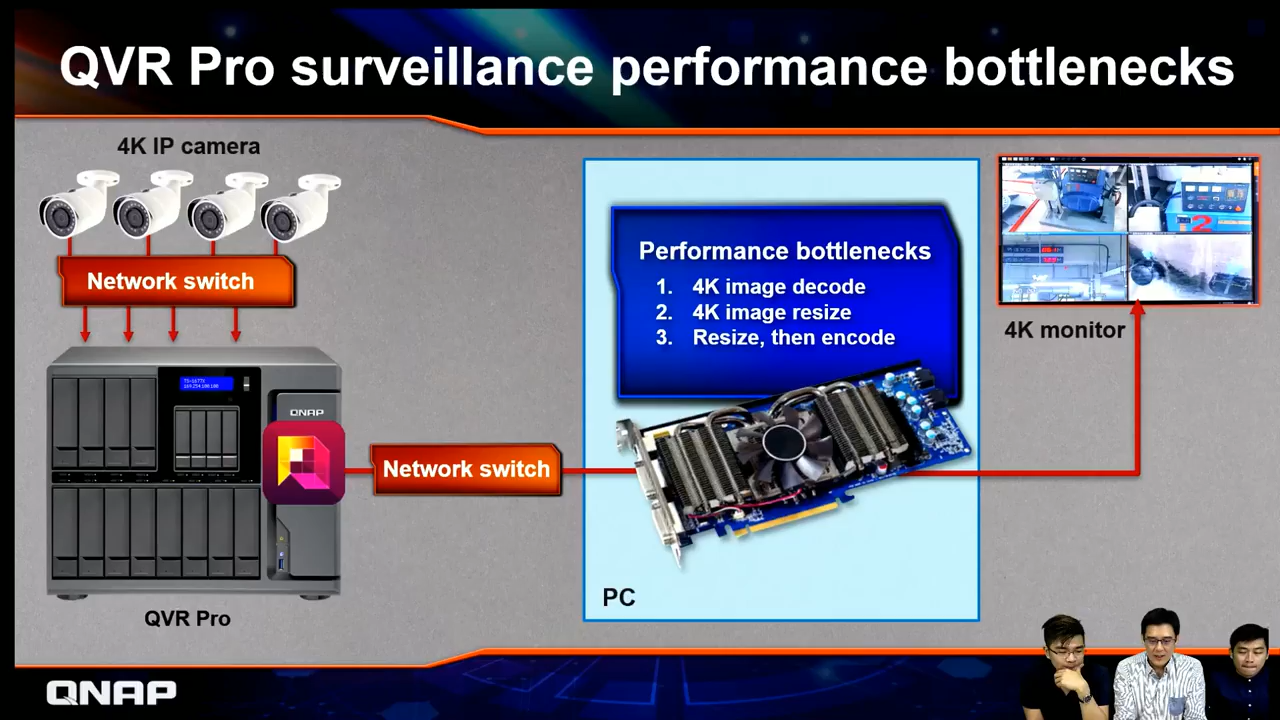 QVR Pro surveillance performance bottlenecks
4K IP camera
Network switch
QNAP
QVR Pro
Network switch
Performance bottlenecks
1. 4K image decode
2. 4K image resize
3. Resize, then encode
PC
2
4K monitor
QNAP